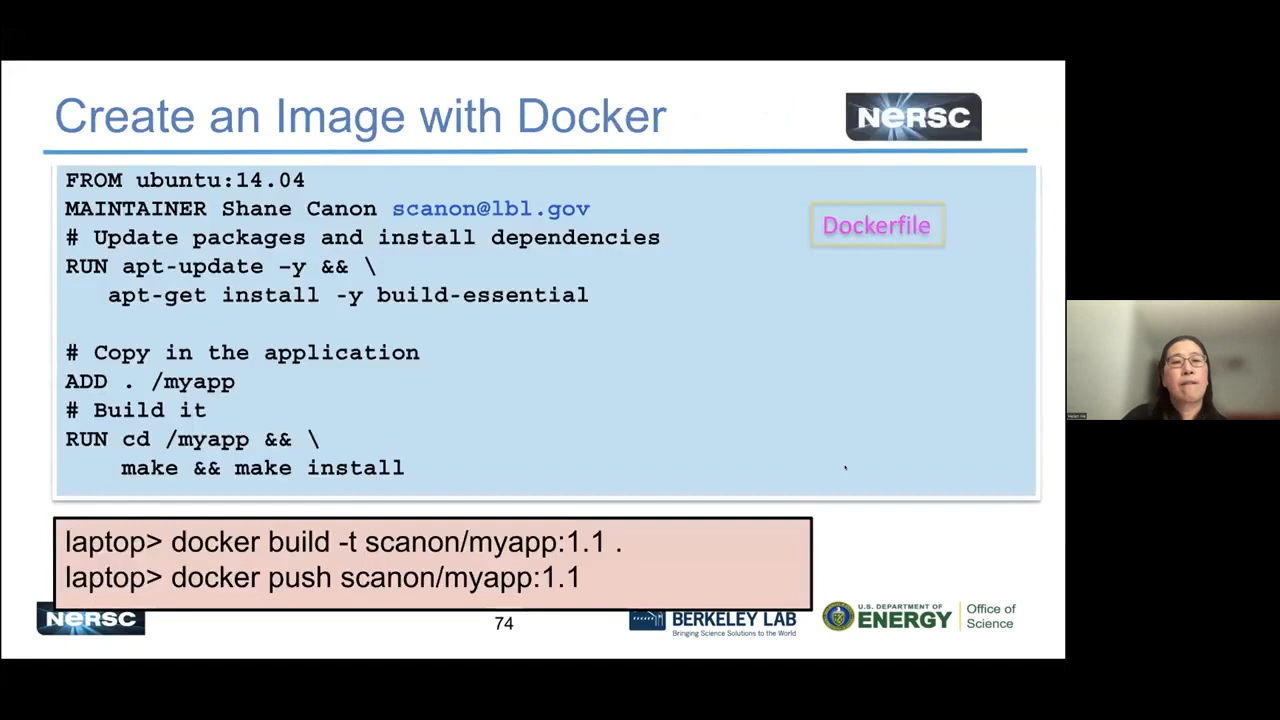 Create an Image with Docker
NERSC
FROM ubuntu:14.04
MAINTAINER Shane Canon scanon@lbl.gov
Dockerfile
# Update packages and install dependencies
RUN apt-update –y && \
apt-get install -y build-essential
# Copy in the application
ADD . /myapp
# Build it
RUN cd /myapp && \
make && make install
laptop> docker build -t scanon/myapp:1.1 .
laptop> docker push scanon/myapp:1.1
NERSC
74
BERKELEY LAB
Bringing Science Solutions to the World
U.S. DEPARTMENT OF
ENERGY
Office of
Science